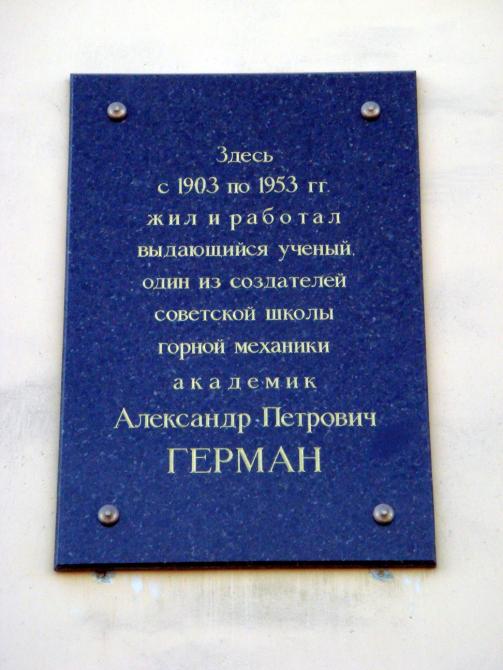 Здесь
с 1903 по 1953 гг.
жил и работал
выдающийся ученый,
один из создателей
советской школы
горной механики
академик
Александр Петрович
ГЕРМАН